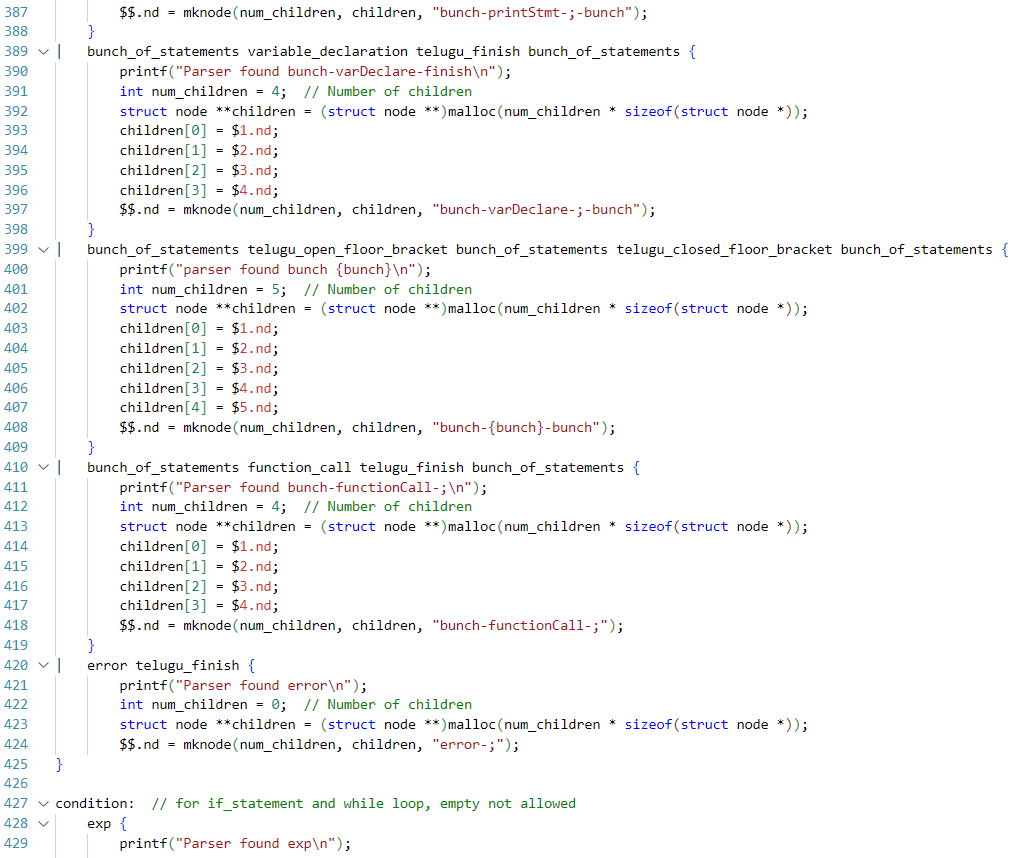 387 $$.nd = mknode(num_children, children, "bunch-printStmt-;-bunch");
388 }
389 | bunch_of_statements variable_declaration telugu_finish bunch_of_statements {
390 printf("Parser found bunch-varDeclare-finish\n");
391 int num_children = 4;  // Number of children
392 struct node **children = (struct node **)malloc(num_children * sizeof(struct node *));
393 children[0] = $1.nd;
394 children[1] = $2.nd;
395 children[2] = $3.nd;
396 children[3] = $4.nd;
397 $$.nd = mknode(num_children, children, "bunch-varDeclare-;-bunch");
398 }
399 | bunch_of_statements telugu_open_floor_bracket bunch_of_statements telugu_closed_floor_bracket bunch_of_statements {
400 printf("parser found bunch {bunch}\n");
401 int num_children = 5;  // Number of children
402 struct node **children = (struct node **)malloc(num_children * sizeof(struct node *));
403 children[0] = $1.nd;
404 children[1] = $2.nd;
405 children[2] = $3.nd;
406 children[3] = $4.nd;
407 children[4] = $5.nd;
408 $$.nd = mknode(num_children, children, "bunch-{bunch}-bunch");
409 }
410 | bunch_of_statements function_call telugu_finish bunch_of_statements {
411 printf("Parser found bunch-functionCall-;\n");
412 int num_children = 4;  // Number of children
413 struct node **children = (struct node **)malloc(num_children * sizeof(struct node *));
414 children[0] = $1.nd;
415 children[1] = $2.nd;
416 children[2] = $3.nd;
417 children[3] = $4.nd;
418 $$.nd = mknode(num_children, children, "bunch-functionCall-;");
419 }
420 | error telugu_finish {
421 printf("Parser found error\n");
422 int num_children = 0;  // Number of children
423 struct node **children = (struct node **)malloc(num_children * sizeof(struct node *));
424 $$.nd = mknode(num_children, children, "error-;");
425 }
426
427 condition:  // for if_statement and while loop, empty not allowed
428 exp {
429 printf("Parser found exp\n");